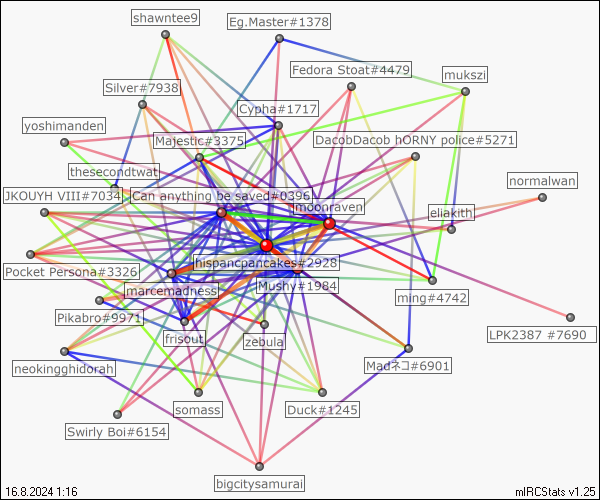 shawntee9
Eg.Master#1378
Fedora Stoat#4479
mukszi
Silver#7938
Cypha#1717
yoshimanden
Majestic#3375
DacobDacob hORNY police#5271
thesecondtwat
normalwan
JKOUYH VIII#7034
Can anything be saved#0396
moonraven
eliakith
Pocket Persona#3326
hispancpancakes#2928
marcemadness
Mushy#1984
ming#4742
Pikabro#9971
frisout
zebula
LPK2387 #7690
neokingghidorah
Madネコ#6901
somass
Duck#1245
Swirly Boi#6154
bigcitysamurai
16.8.2024 1:16
mIRCStats v1.25